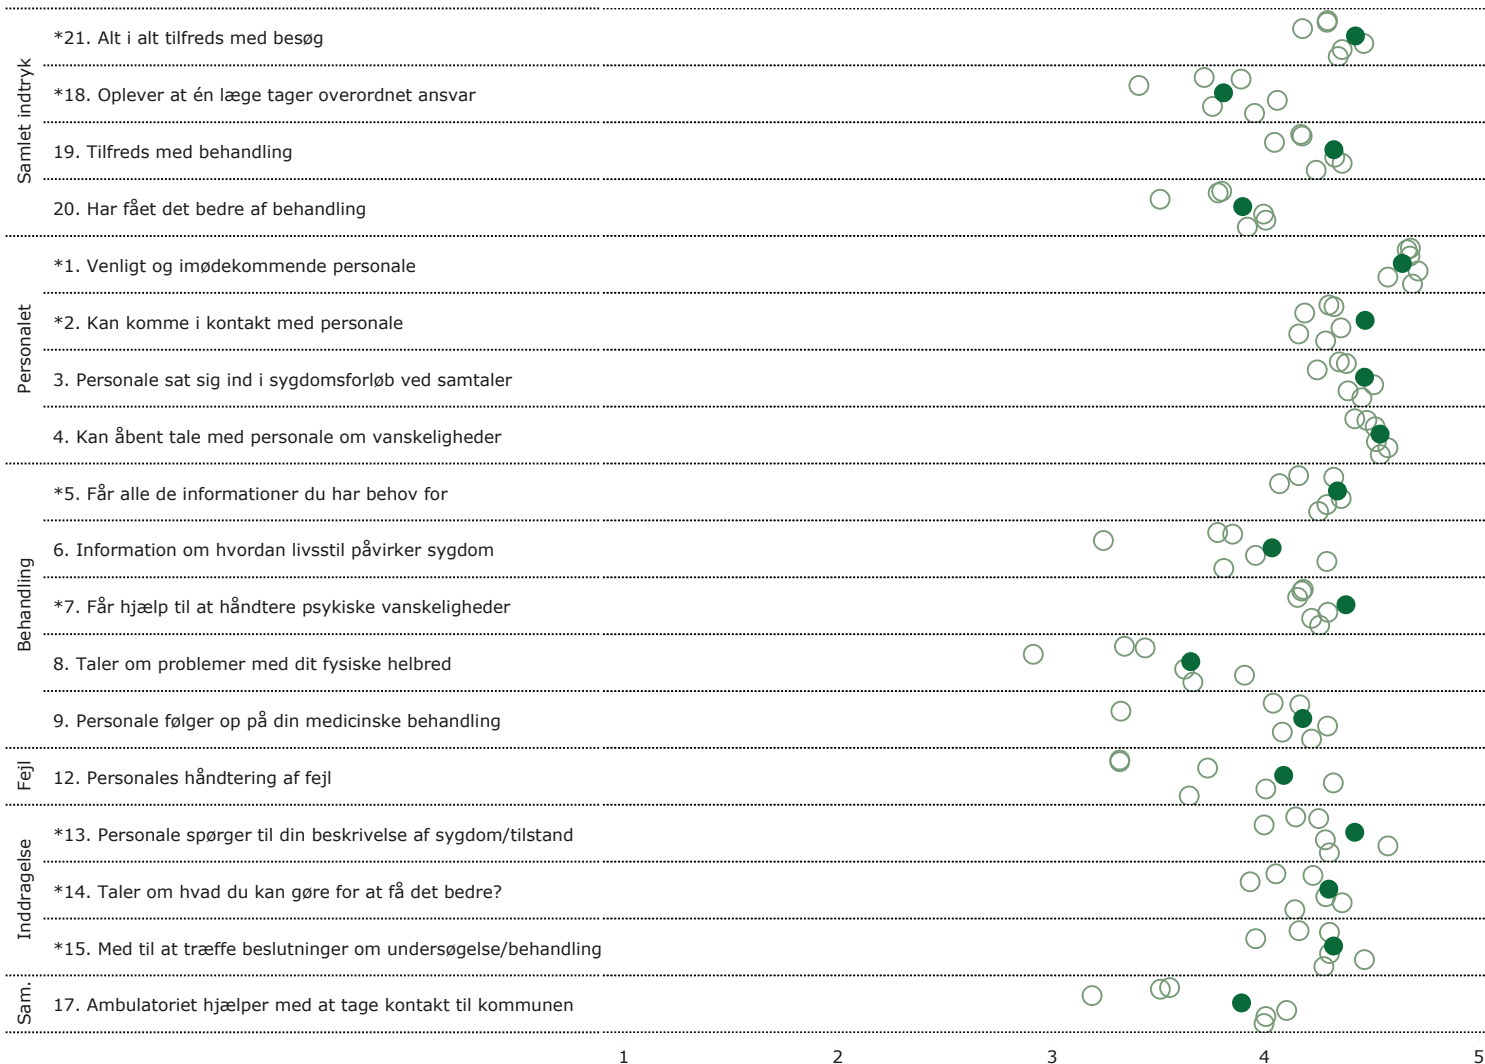 Samlet indtryk
*21. Alt i alt tilfreds med besøg
*18. Oplever at én læge tager overordnet ansvar
19. Tilfreds med behandling
20. Har fået det bedre af behandling
Personalet
*1. Venligt og imødekommende personale
*2. Kan komme i kontakt med personale
3. Personale sat sig ind i sygdomsforløb ved samtaler
4. Kan åbent tale med personale om vanskeligheder
Behandling
*5. Får alle de informationer du har behov for
6. Information om hvordan livsstil påvirker sygdom
*7. Får hjælp til at håndtere psykiske vanskeligheder
8. Taler om problemer med dit fysiske helbred
9. Personale følger op på din medicinske behandling
Fejl
12. Personales håndtering af fejl
Inddragelse
*13. Personale spørger til din beskrivelse af sygdom/tilstand
*14. Taler om hvad du kan gøre for at få det bedre?
*15. Med til at træffe beslutninger om undersøgelse/behandling
Sam.
17. Ambulatoriet hjælper med at tage kontakt til kommunen
1 2 3 4 5